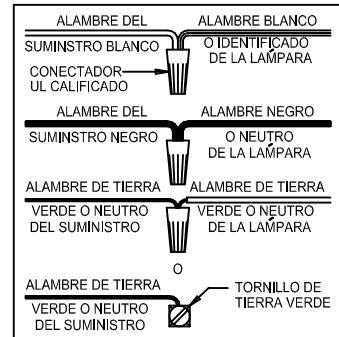 ALAMBRE DEL ALAMBRE BLANCO
SUMINSTRO BLANCO O IDENTIFICADO
DE LA LÁMPARA
CONECTADOR
UL CALIFICADO
ALAMBRE DEL ALAMBRE NEGRO
SUMINSTRO NEGRO O NEUTRO
DE LA LÁMPARA
ALAMBRE DE TIERRA ALAMBRE DE TIERRA
VERDE O NEUTRO VERDE O NEUTRO
DEL SUMINISTRO DE LA LÁMPARA
O
ALAMBRE DE TIERRA TORNILLO DE
TIERRA VERDE
VERDE O NEUTRO
DEL SUMINISTRO